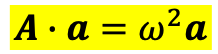 𝑨 · 𝒂 = 𝜔²𝒂